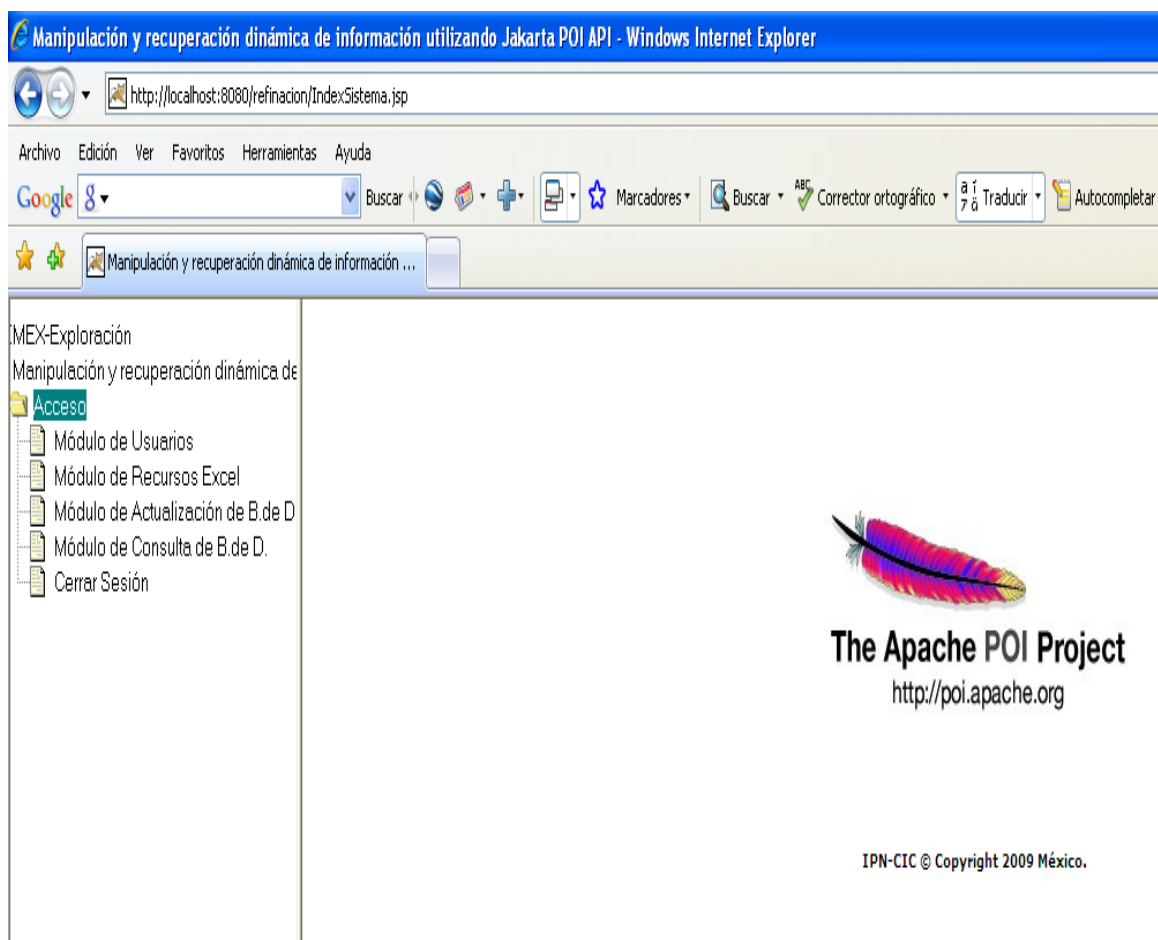 Manipulación y recuperación dinámica de información utilizando Jakarta POI API - Windows Internet Explorer
http://localhost:8080/refinacion/IndexSistema.jsp
Archivo Edición Ver Favoritos Herramientas Ayuda
Google g Buscar Marcadores Buscar ABC Corrector ortográfico Traducir Autocompletar
Manipulación y recuperación dinámica de información ...
MEX-Exploración
Manipulación y recuperación dinámica de
Acceso
Módulo de Usuarios
Módulo de Recursos Excel
Módulo de Actualización de B.de D
Módulo de Consulta de B.de D.
Cerrar Sesión
The Apache POI Project
http://poi.apache.org
IPN-CIC © Copyright 2009 México.